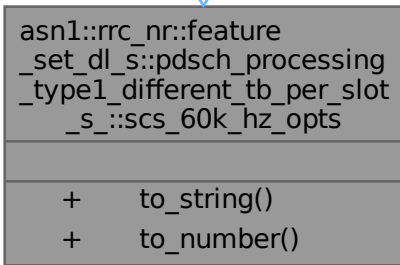 asn1::rrc_nr::feature
_set_dl_s::pdsch_processing
_type1_different_tb_per_slot
_s_::scs_60k_hz_opts
+ to_string()
+ to_number()